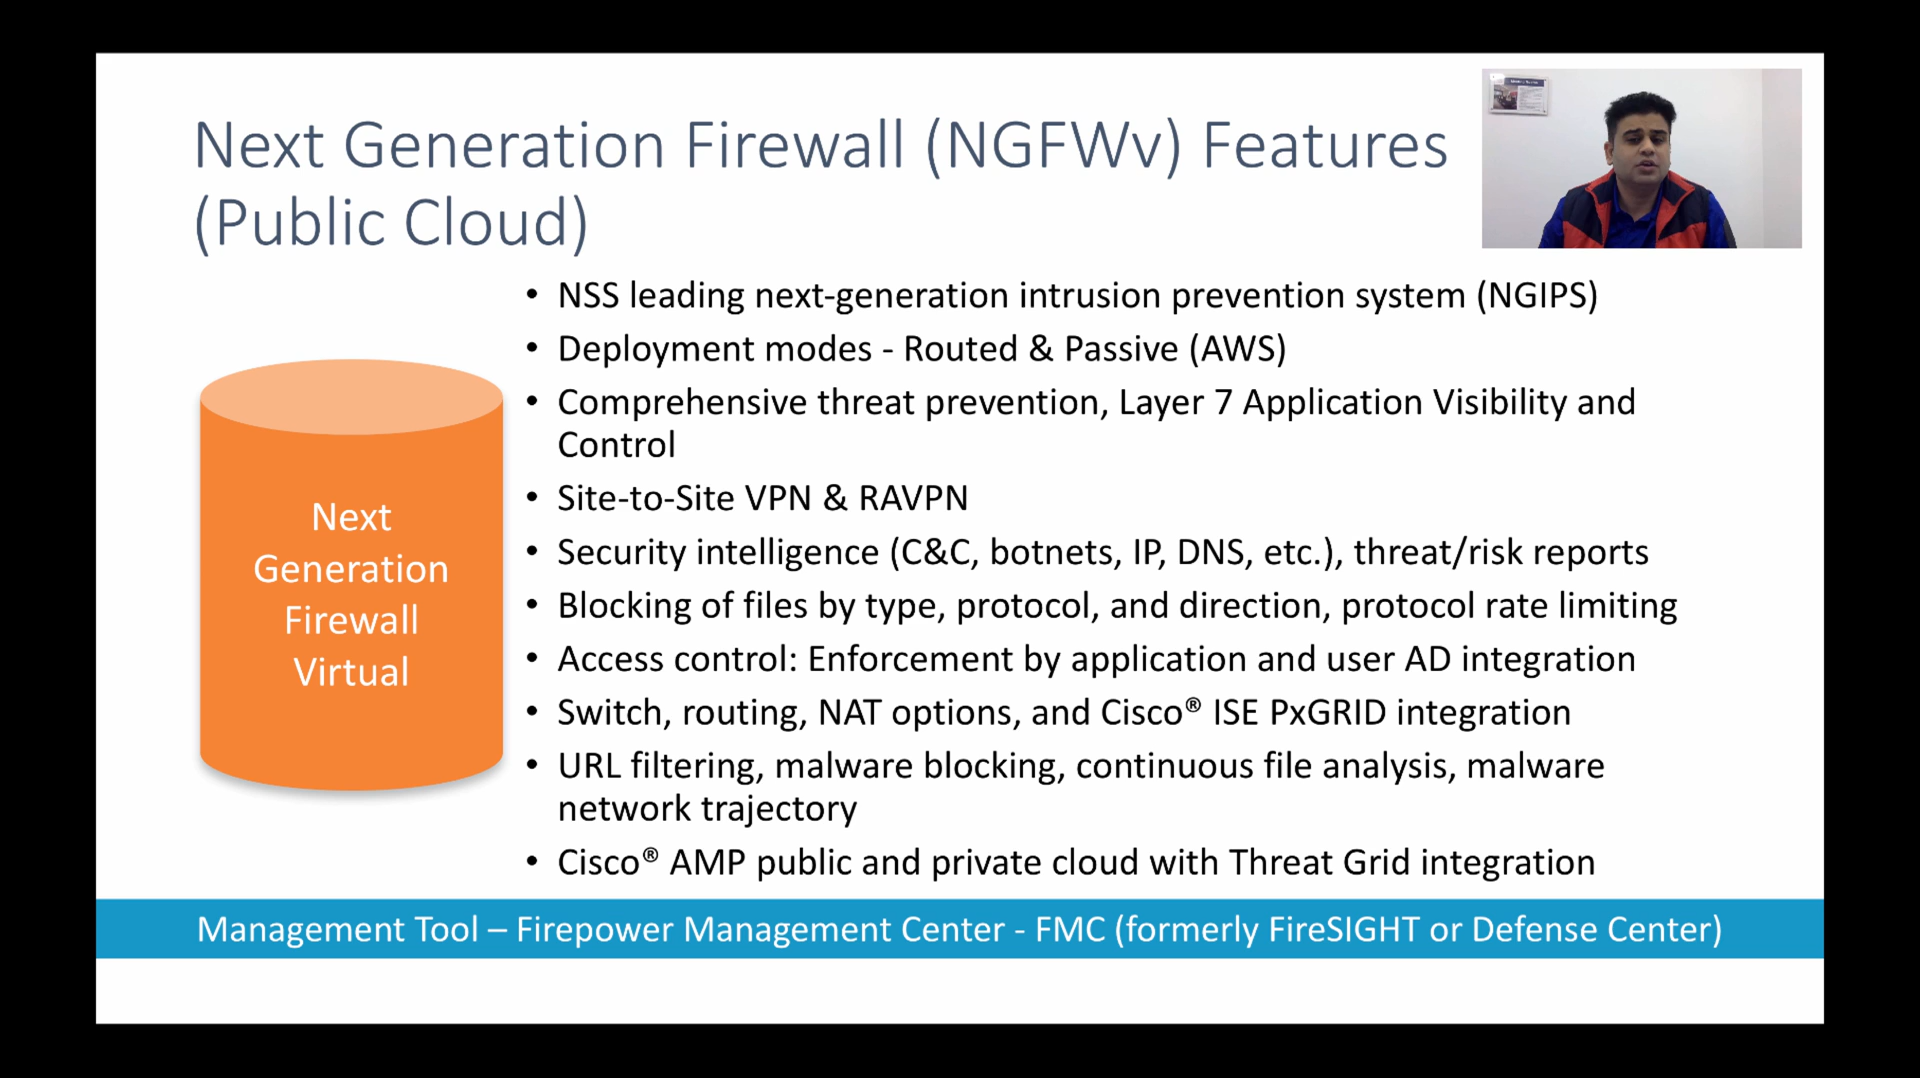 Next Generation Firewall (NGFWv) Features
(Public Cloud)
• NSS leading next-generation intrusion prevention system (NGIPS)
• Deployment modes - Routed & Passive (AWS)
• Comprehensive threat prevention, Layer 7 Application Visibility and
Control
• Site-to-Site VPN & RAVPN
• Security intelligence (C&C, botnets, IP, DNS, etc.), threat/risk reports
• Blocking of files by type, protocol, and direction, protocol rate limiting
• Access control: Enforcement by application and user AD integration
• Switch, routing, NAT options, and Cisco® ISE PxGRID integration
• URL filtering, malware blocking, continuous file analysis, malware
network trajectory
• Cisco® AMP public and private cloud with Threat Grid integration
Next
Generation
Firewall
Virtual
Management Tool – Firepower Management Center - FMC (formerly FireSIGHT or Defense Center)